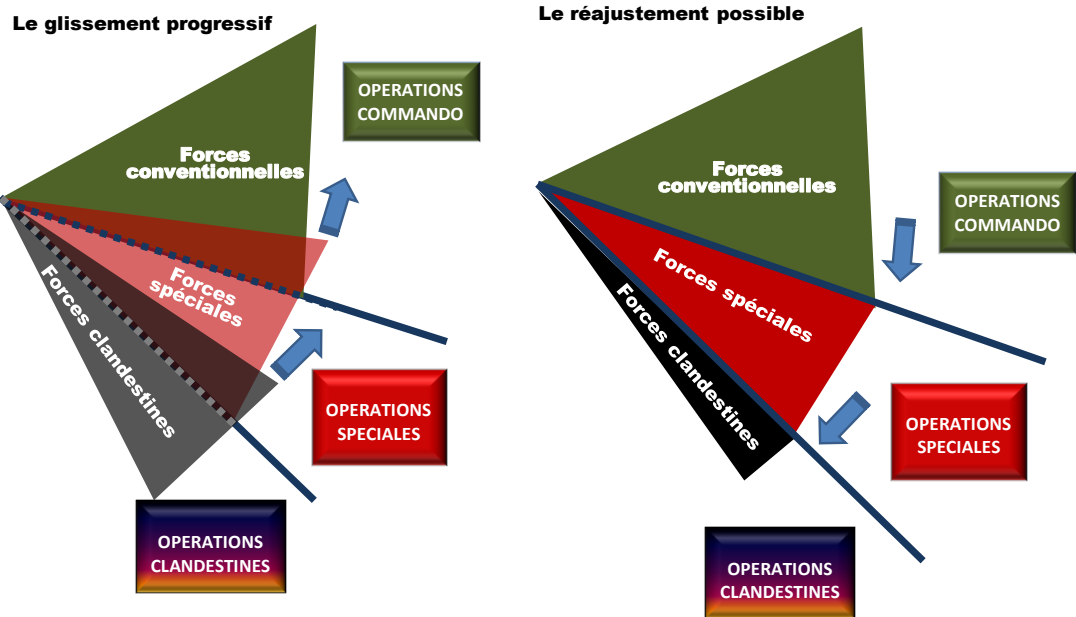 Le glissement progressif
OPERATIONS
COMMANDO
Forces
conventionnelles
Forces
spéciales
Forces clandestines
OPERATIONS
SPECIALES
OPERATIONS
CLANDESTINES
Le réajustement possible
Forces
conventionnelles
OPERATIONS
COMMANDO
Forces spéciales
Forces clandestines
OPERATIONS
SPECIALES
OPERATIONS
CLANDESTINES